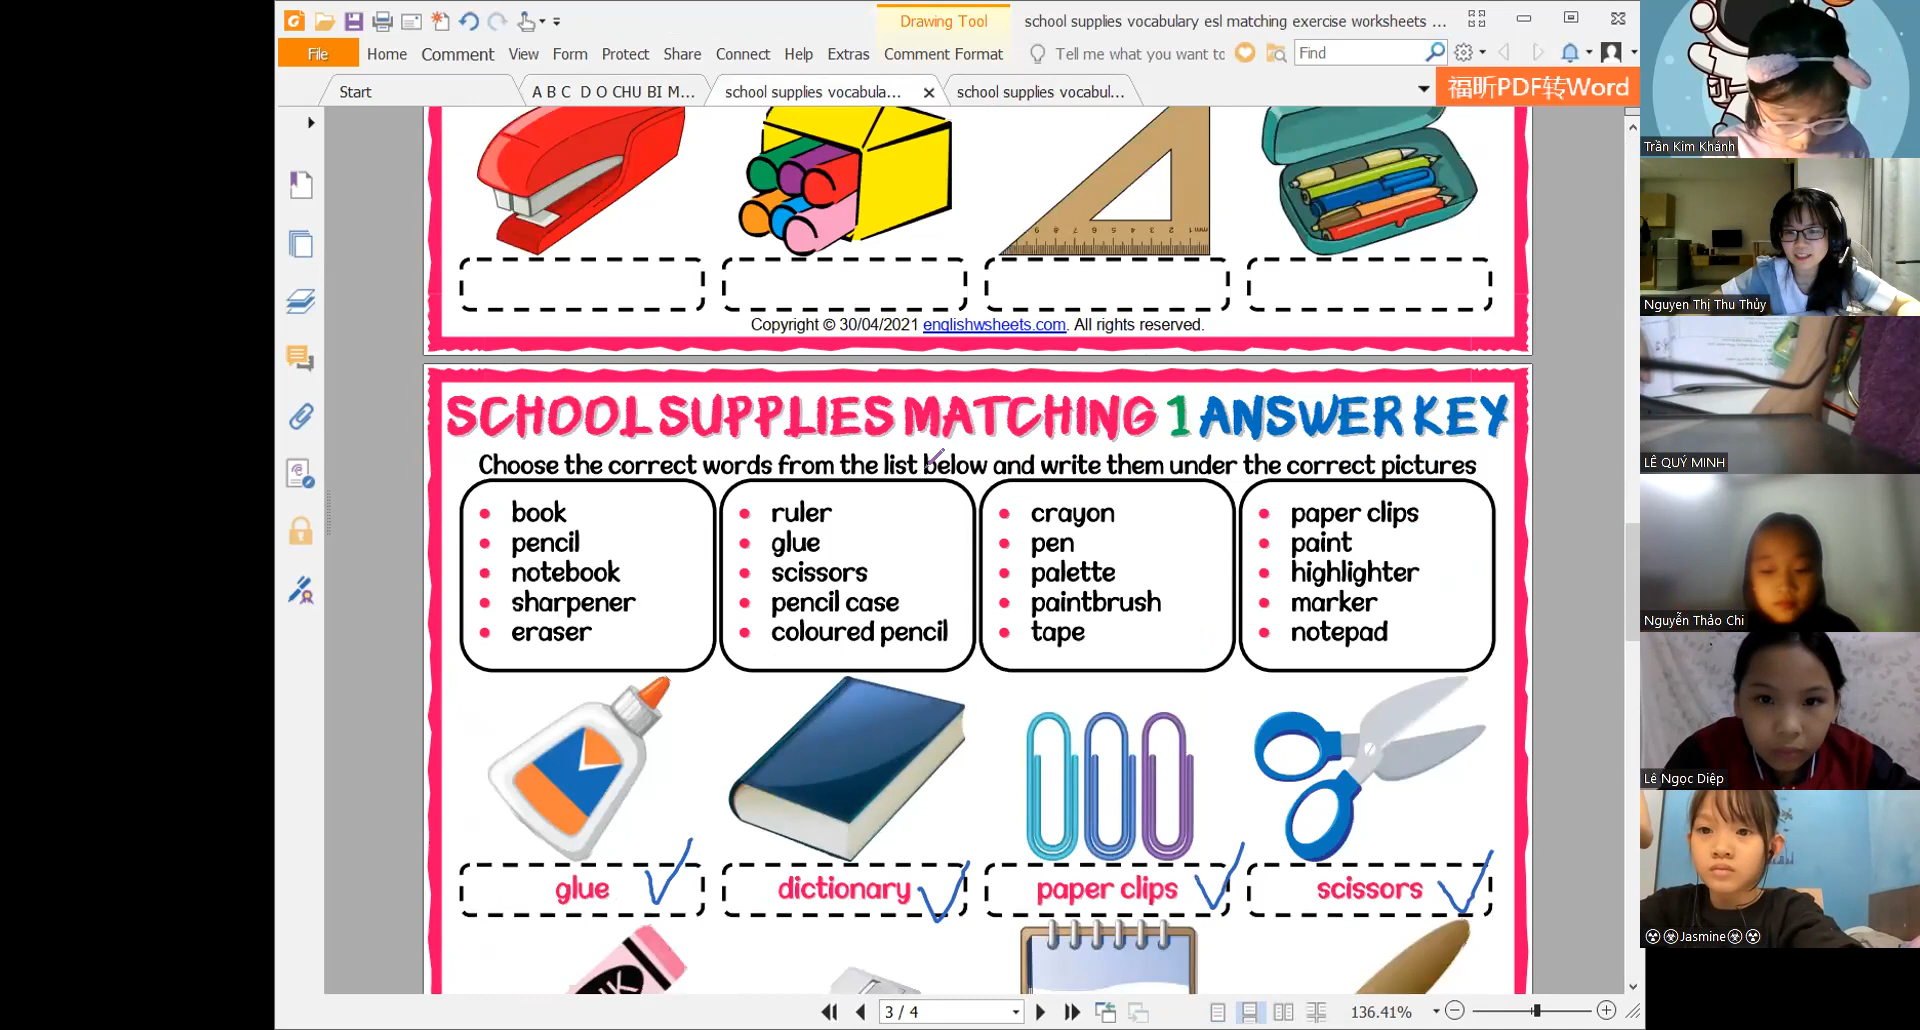 Drawing Tool
school supplies vocabulary esl matching exercise worksheets ...
File
Home
Comment
View
Form
Protect
Share
Connect
Help
Extras
Comment Format
Tell me what you want to
Find
Start
A B C D O CHU BI M...
school supplies vocabula...
school supplies vocabul...
福昕PDF转Word
Copyright © 30/04/2021 englishwsheets.com. All rights reserved.
SCHOOL SUPPLIES MATCHING 1 ANSWER KEY
Choose the correct words from the list below and write them under the correct pictures
book
pencil
notebook
sharpener
eraser
ruler
glue
scissors
pencil case
coloured pencil
crayon
pen
palette
paintbrush
tape
paper clips
paint
highlighter
marker
notepad
glue
dictionary
paper clips
scissors
3 / 4
136.41%
Trần Kim Khánh
Nguyen Thị Thu Thủy
LÊ QUÝ MINH
Nguyễn Thảo Chi
Lê Ngọc Diệp
☢☣Jasmine☣☢